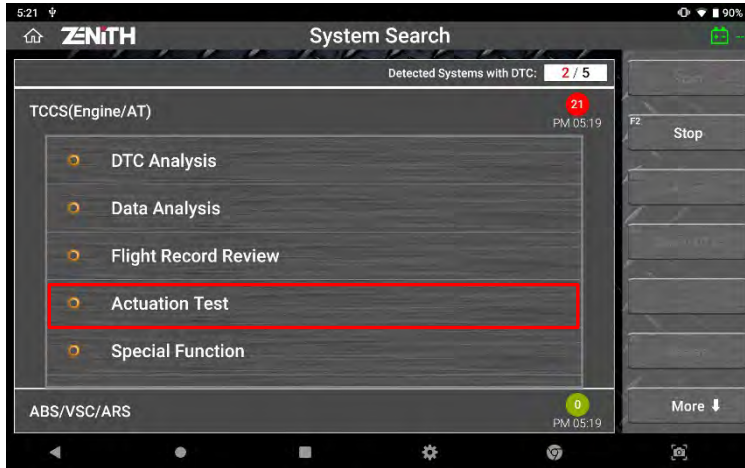 5:21
90%
ZENITH
System Search
Detected Systems with DTC: 2 / 5
TCCS(Engine/AT)
21
PM 05:19
DTC Analysis
Data Analysis
Flight Record Review
Actuation Test
Special Function
ABS/VSC/ARS
0
PM 05:19
F2
Stop
More